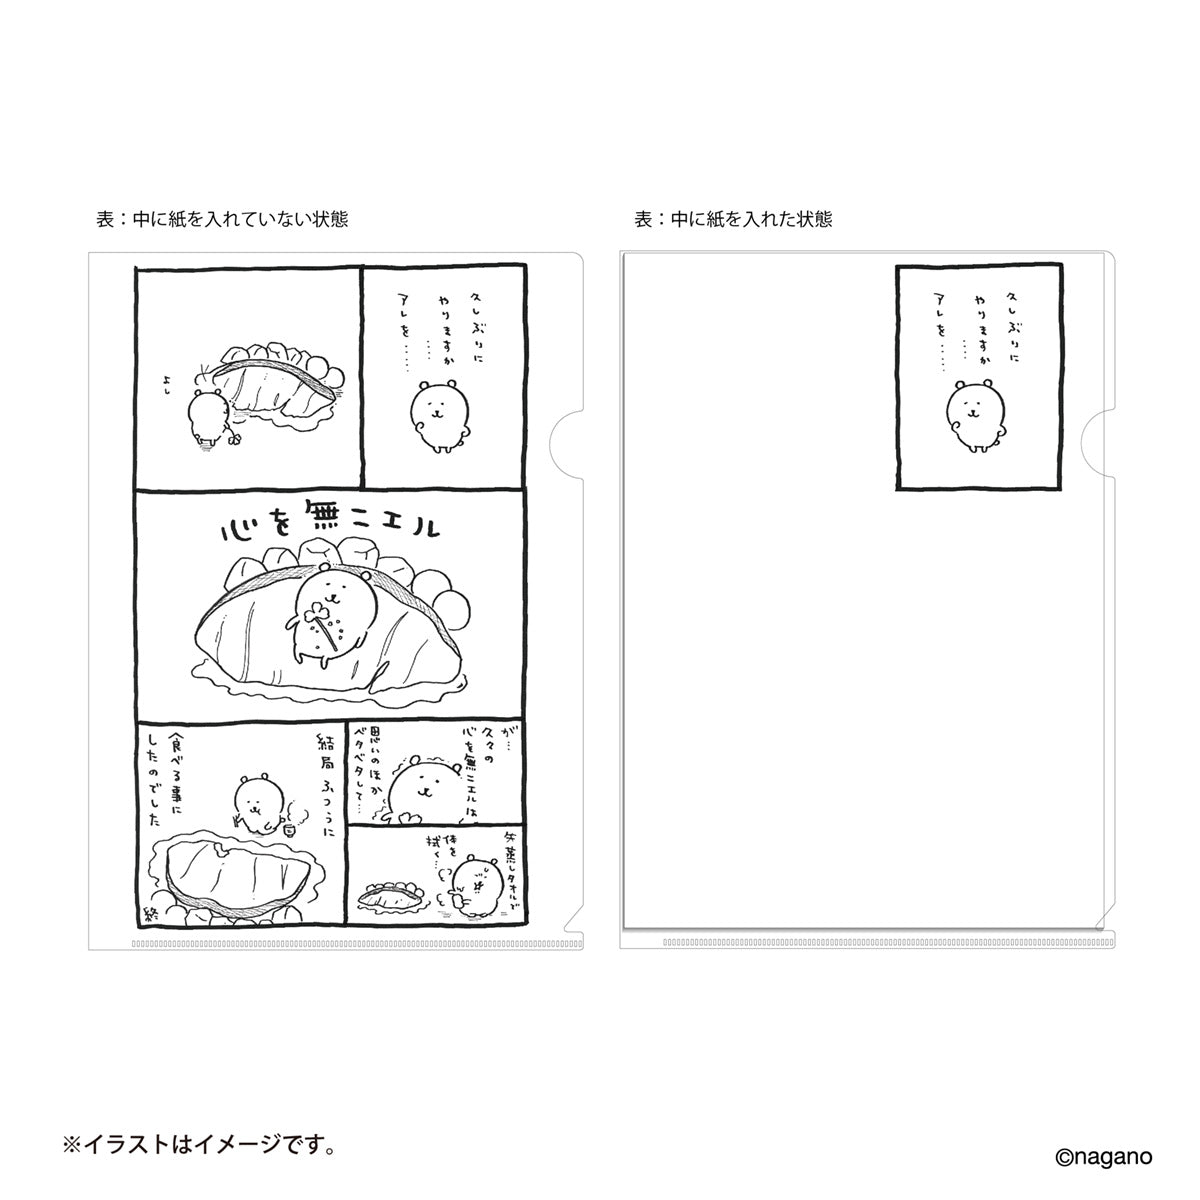 表：中に紙を入れていない状態
久しぶりに
やりますか
‥‥
アレを‥‥‥
よし
心を無ニエル
が…
久々の
心を無ニエルは
思いのほか
ベタベタして…
蒸しタオルで
体を
拭く…
結局ふつうに
食べる事に
したのでした
終
表：中に紙を入れた状態
久しぶりに
やりますか
‥‥
アレを‥‥‥
※イラストはイメージです。
©nagano